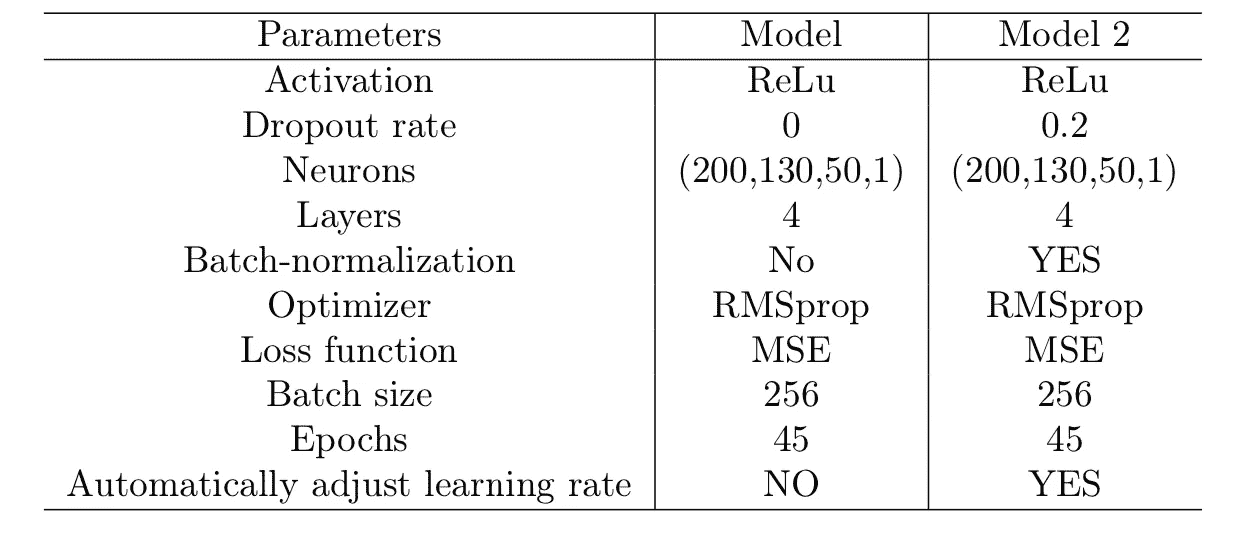 Parameters Model Model 2
Activation ReLu ReLu
Dropout rate 0 0.2
Neurons (200,130,50,1) (200,130,50,1)
Layers 4 4
Batch-normalization No YES
Optimizer RMSprop RMSprop
Loss function MSE MSE
Batch size 256 256
Epochs 45 45
Automatically adjust learning rate NO YES